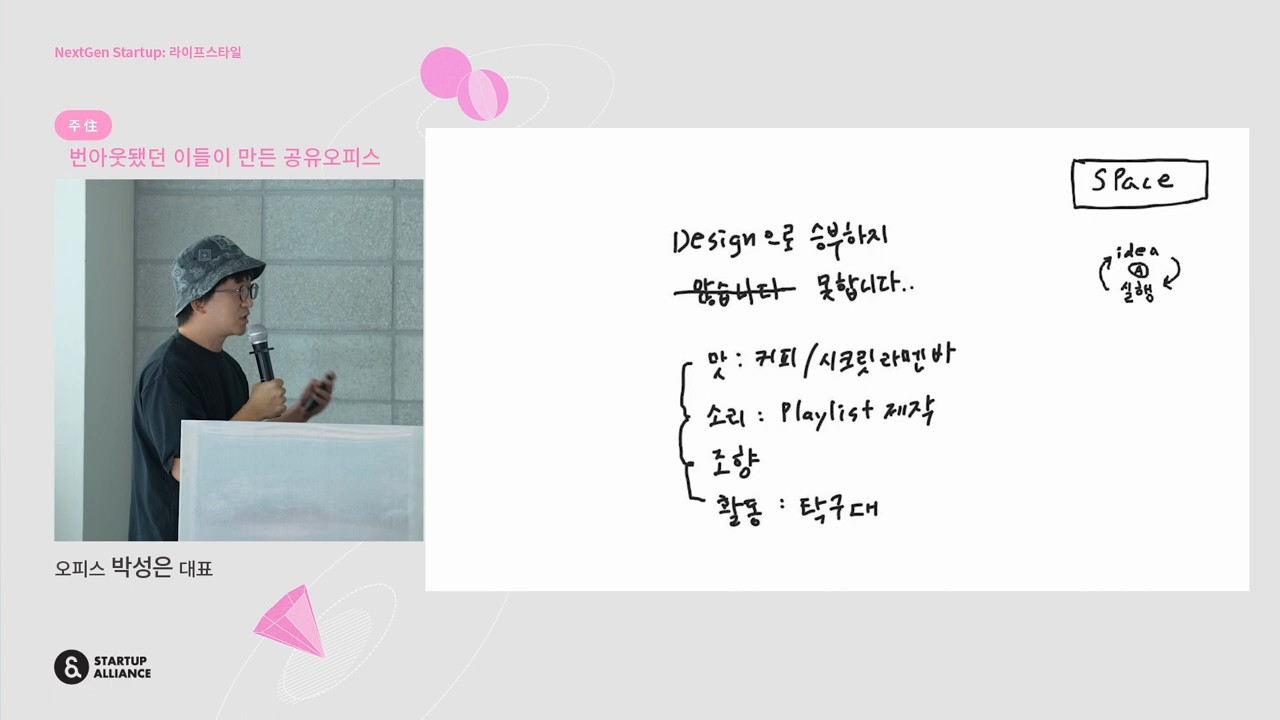 NextGen Startup: 라이프스타일
주 住
번아웃됐던 이들이 만든 공유오피스
SPace
Design으로 승부하지
않습니다 못합니다..
idea
A
실행
맛 : 커피/시크릿라멘바
소리 : Playlist 제작
조향
활동 : 탁구대
오피스 박성은 대표
STARTUP
ALLIANCE